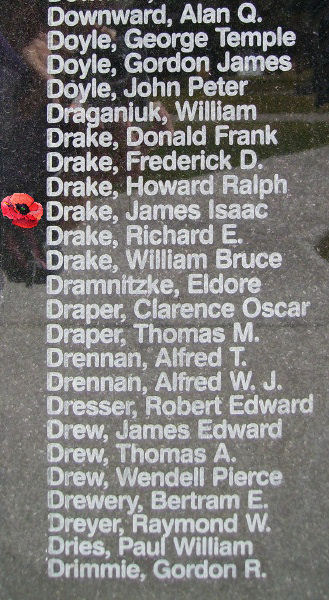 Downward, Alan Q.
Doyle, George Temple
Doyle, Gordon James
Doyle, John Peter
Draganiuk, William
Drake, Donald Frank
Drake, Frederick D.
Drake, Howard Ralph
Drake, James Isaac
Drake, Richard E.
Drake, William Bruce
Dramnitzke, Eldore
Draper, Clarence Oscar
Draper, Thomas M.
Drennan, Alfred T.
Drennan, Alfred W. J.
Dresser, Robert Edward
Drew, James Edward
Drew, Thomas A.
Drew, Wendell Pierce
Drewery, Bertram E.
Dreyer, Raymond W.
Dries, Paul William
Drimmie, Gordon R.